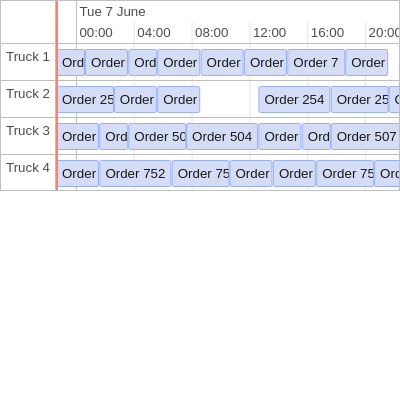 Tue 7 June
00:00 04:00 08:00 12:00 16:00 20:00
Truck 1 Ord Order Ord Order Order Order Order 7 Order
Truck 2 Order 25 Order Order Order 254 Order 25
Truck 3 Order Ord Order 50 Order 504 Order Ord Order 507
Truck 4 Order Order 752 Order 75 Order Order Order 75 Ord